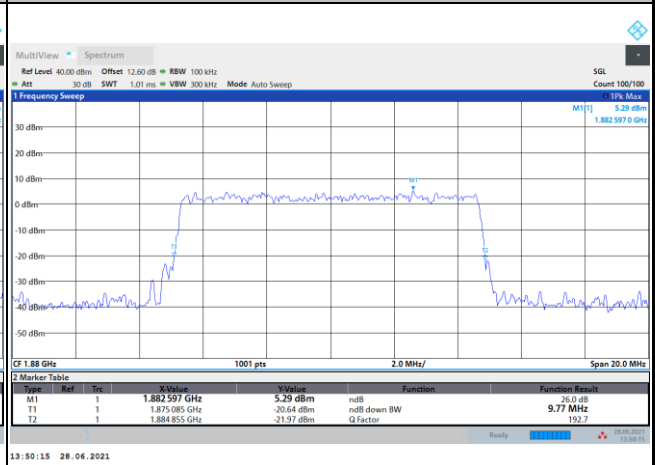 MultiView Spectrum
Ref Level 40.00 dBm Offset 12.60 dB RBW 100 kHz SGL
Att 30 dB SWT 1.01 ms VBW 300 kHz Mode Auto Sweep Count 100/100
1 Frequency Sweep 1Pk Max
M1[1] 5.29 dBm
1.882 597 0 GHz
30 dBm
20 dBm
M1
10 dBm
0 dBm
-10 dBm
T1
T2
-20 dBm
-30 dBm
-40 dBm
-50 dBm
CF 1.88 GHz 1001 pts 2.0 MHz/ Span 20.0 MHz
2 Marker Table
Type Ref Trc X-Value Y-Value Function Function Result
M1 1 1.882 597 GHz 5.29 dBm ndB 26.0 dB
T1 1 1.875 085 GHz -20.64 dBm ndB down BW 9.77 MHz
T2 1 1.884 855 GHz -21.97 dBm Q Factor 192.7
Ready 28.06.2021
13:50:15
13:50:15 28.06.2021